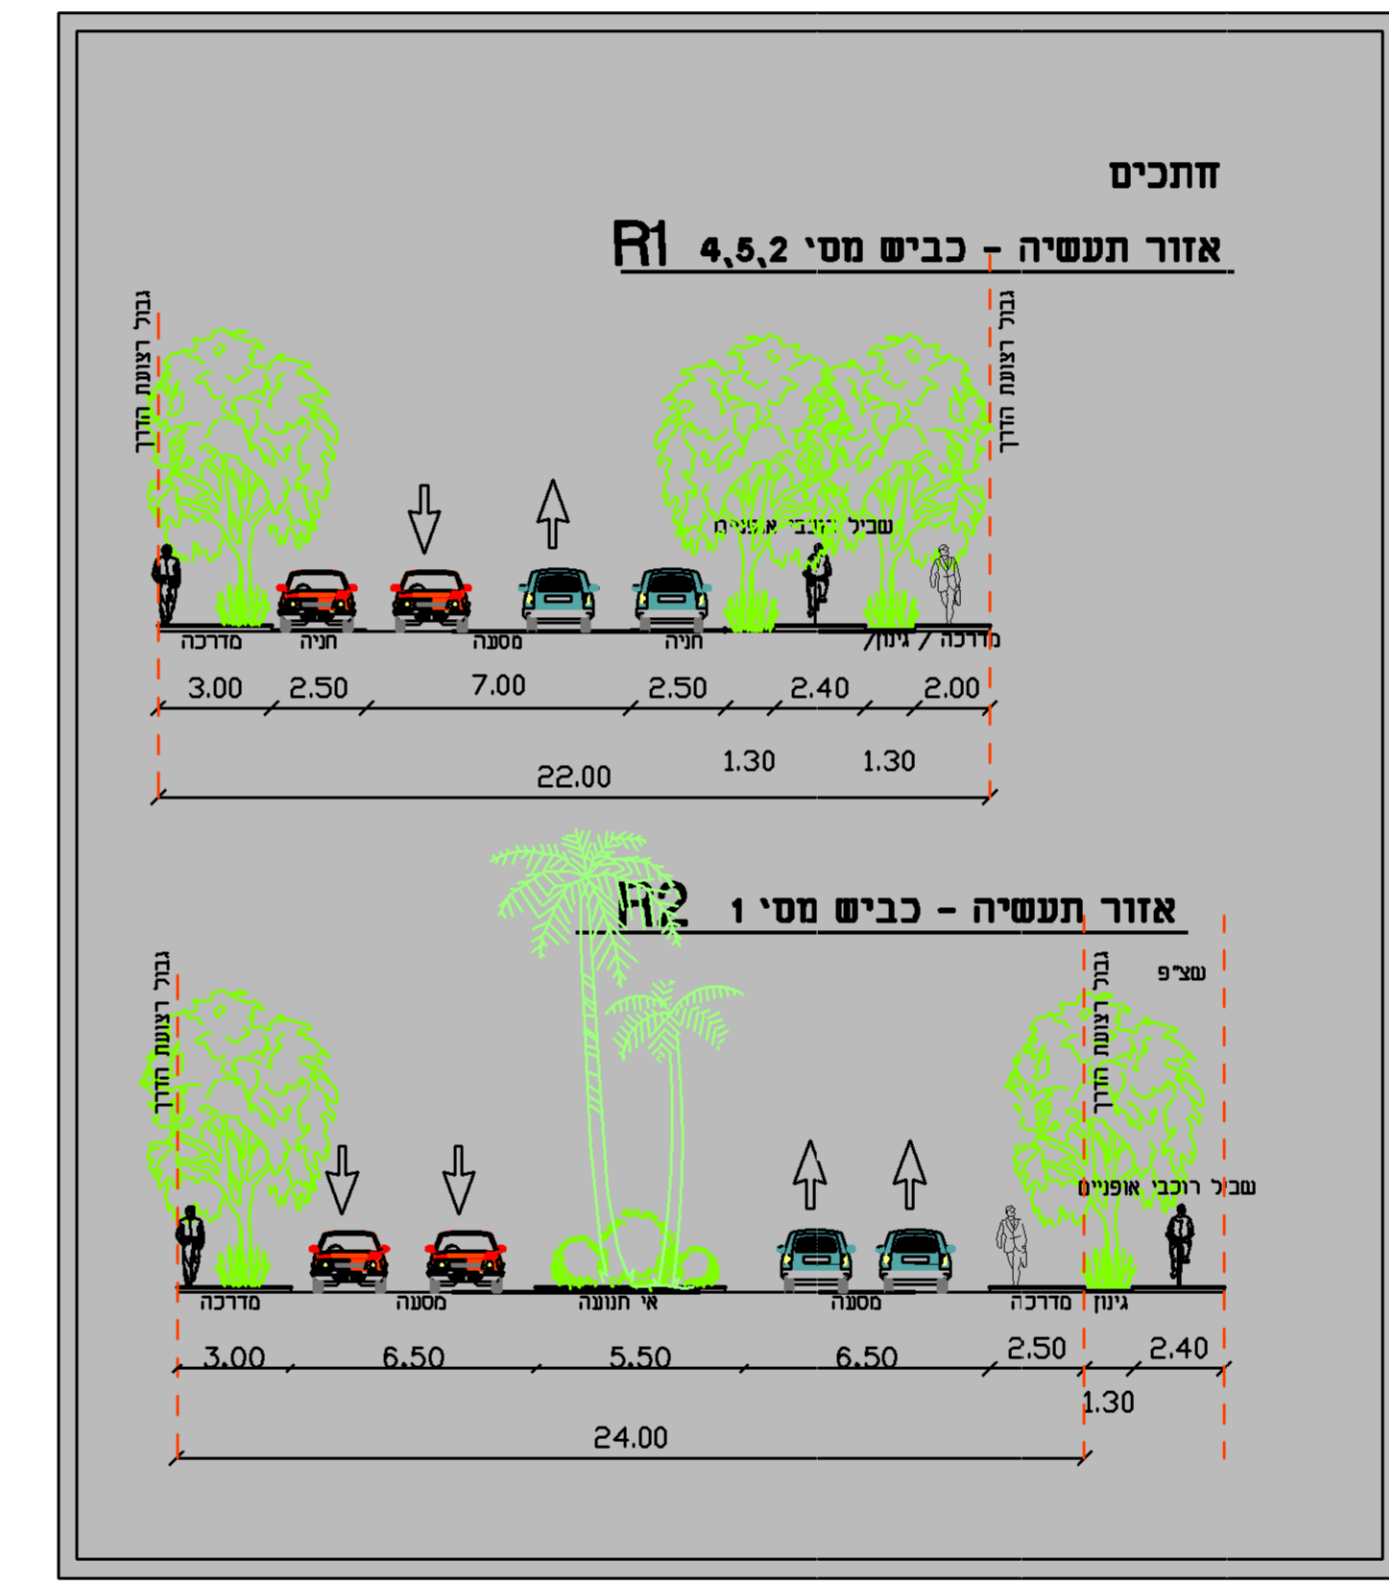 חתכים
אזור תעשיה - כביש מס' 4,5,2 R1
גבול רצועת הדרך
גבול רצועת הדרך
שביל רוכבי אופניים
מדרכה / גינון / חניה מסעה חניה מדרכה
3.00 2.50 7.00 2.50 2.40 2.00
1.30 1.30
22.00
אזור תעשיה - כביש מס' 1 R2
גבול רצועת הדרך
גבול רצועת הדרך
שצ"פ
שביל רוכבי אופניים
גינון מדרכה מסעה אי תנועה מסעה מדרכה
3.00 6.50 5.50 6.50 2.50 2.40
1.30
24.00